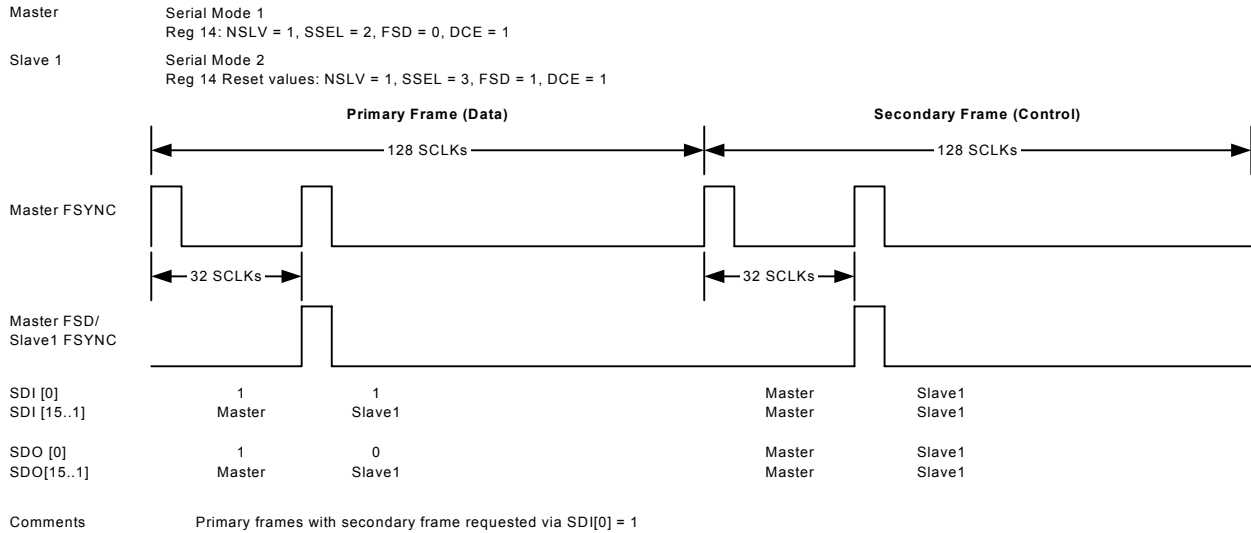 Master Serial Mode 1
Reg 14: NSLV = 1, SSEL = 2, FSD = 0, DCE = 1
Slave 1 Serial Mode 2
Reg 14 Reset values: NSLV = 1, SSEL = 3, FSD = 1, DCE = 1
Primary Frame (Data) Secondary Frame (Control)
128 SCLKs 128 SCLKs
Master FSYNC
32 SCLKs 32 SCLKs
Master FSD/
Slave1 FSYNC
SDI [0] 1 1 Master Slave1
SDI [15..1] Master Slave1 Master Slave1
SDO [0] 1 0 Master Slave1
SDO[15..1] Master Slave1 Master Slave1
Comments Primary frames with secondary frame requested via SDI[0] = 1